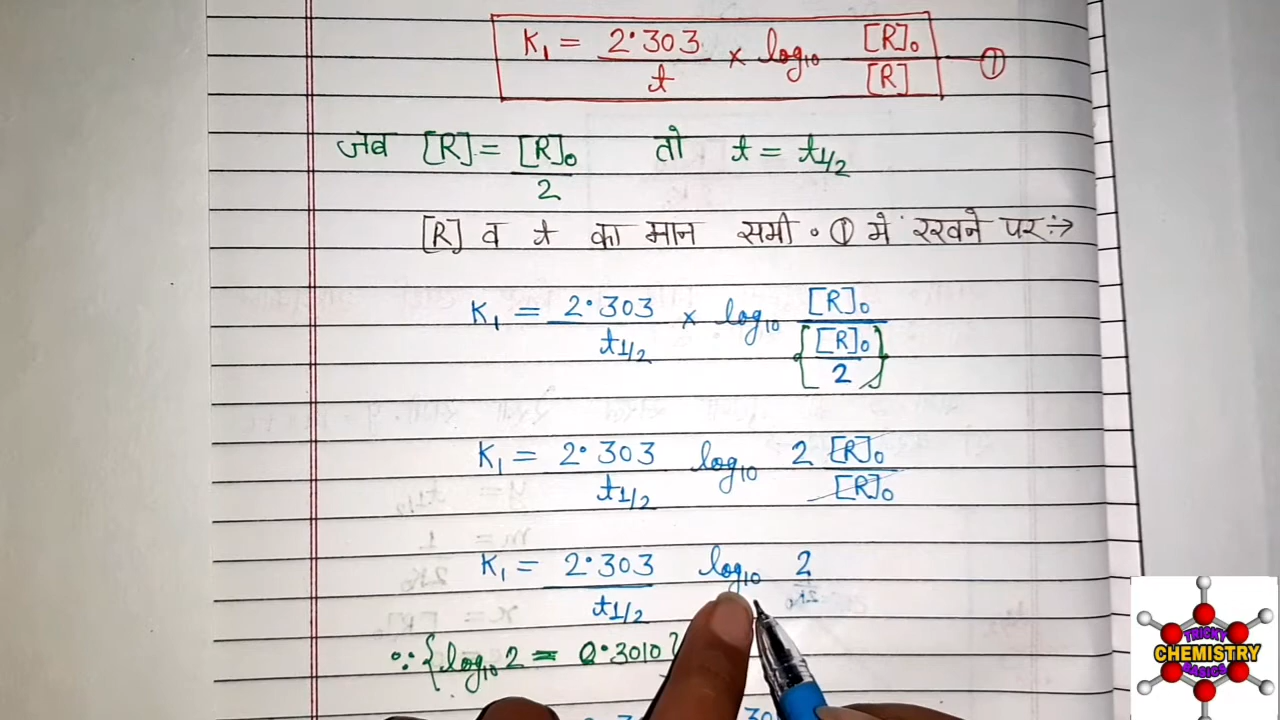 K₁ = 2.303/t × log₁₀ [R]₀/[R] — ①
जब [R] = [R]₀/2 तो t = t1/2
[R] व t का मान समी॰ ① में रखने पर :→
K₁ = 2.303/t1/2 × log₁₀ [R]₀/{[R]₀/2}
K₁ = 2.303/t1/2 log₁₀ 2 [R]₀/[R]₀
K₁ = 2.303/t1/2 log₁₀ 2
∵ {log₁₀ 2 = 0.3010}
TRICKY
CHEMISTRY
BASICS